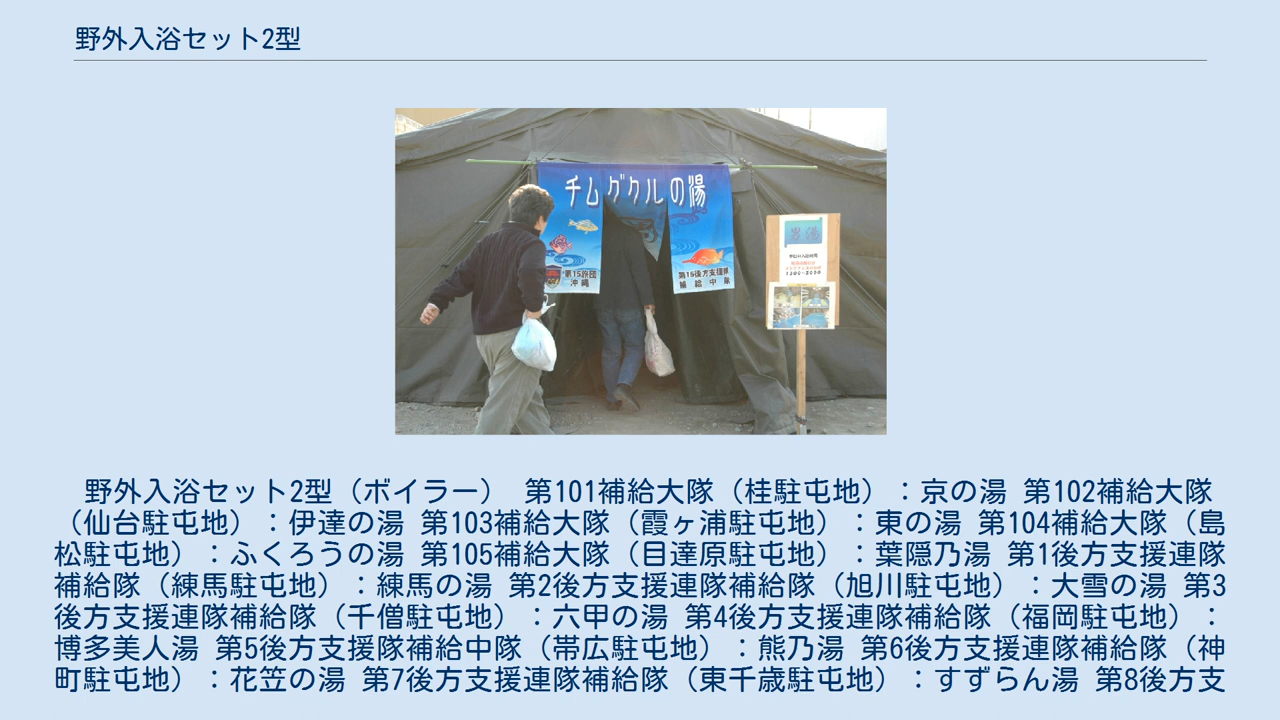 野外入浴セット2型
チムグクルの湯
第15旅団
沖縄
第15後方支援隊
補給中隊
岩湯
野外入浴セット2型（ボイラー） 第101補給大隊（桂駐屯地）：京の湯 第102補給大隊
（仙台駐屯地）：伊達の湯 第103補給大隊（霞ヶ浦駐屯地）：東の湯 第104補給大隊（島
松駐屯地）：ふくろうの湯 第105補給大隊（目達原駐屯地）：葉隠乃湯 第1後方支援連隊
補給隊（練馬駐屯地）：練馬の湯 第2後方支援連隊補給隊（旭川駐屯地）：大雪の湯 第3
後方支援連隊補給隊（千僧駐屯地）：六甲の湯 第4後方支援連隊補給隊（福岡駐屯地）：
博多美人湯 第5後方支援隊補給中隊（帯広駐屯地）：熊乃湯 第6後方支援連隊補給隊（神
町駐屯地）：花笠の湯 第7後方支援連隊補給隊（東千歳駐屯地）：すずらん湯 第8後方支